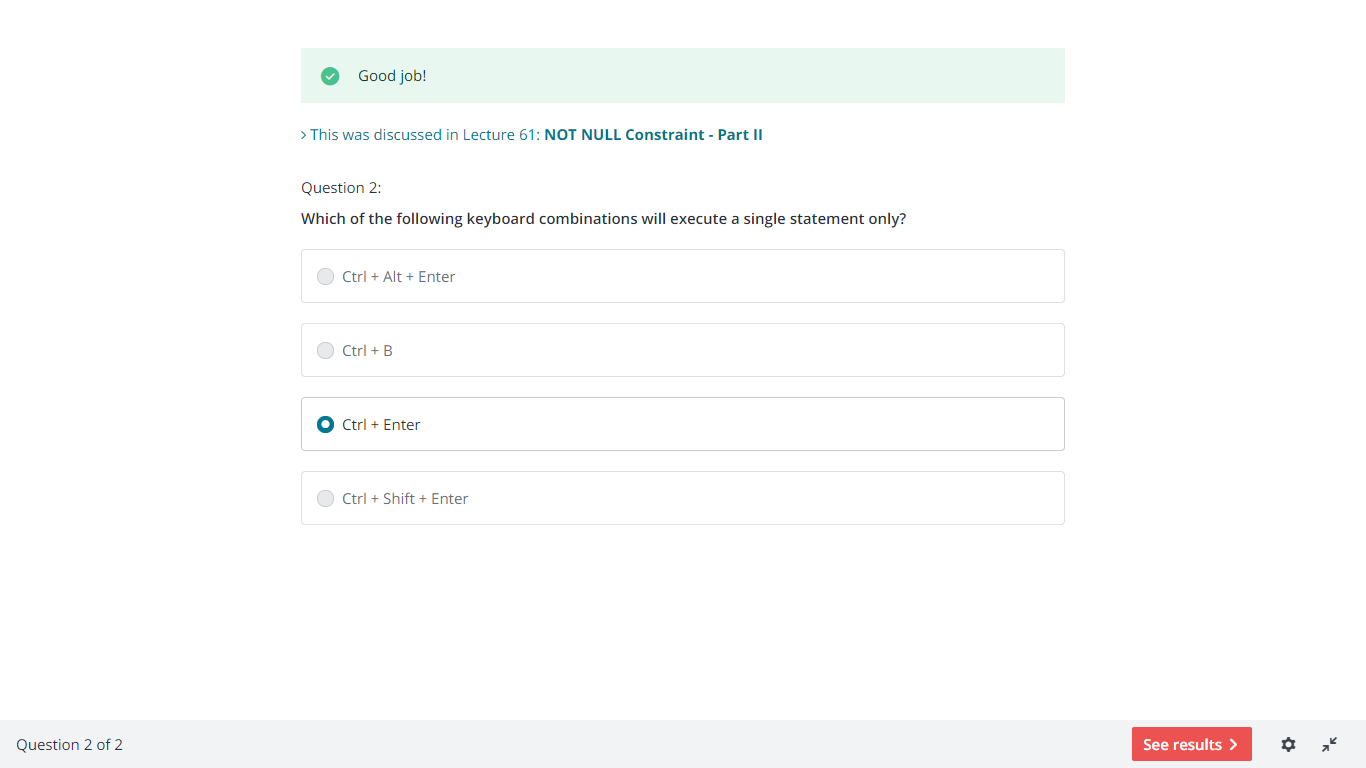 Good job!
This was discussed in Lecture 61: NOT NULL Constraint - Part II
Question 2:
Which of the following keyboard combinations will execute a single statement only?
Ctrl + Alt + Enter
Ctrl + B
Ctrl + Enter
Ctrl + Shift + Enter
Question 2 of 2
See results